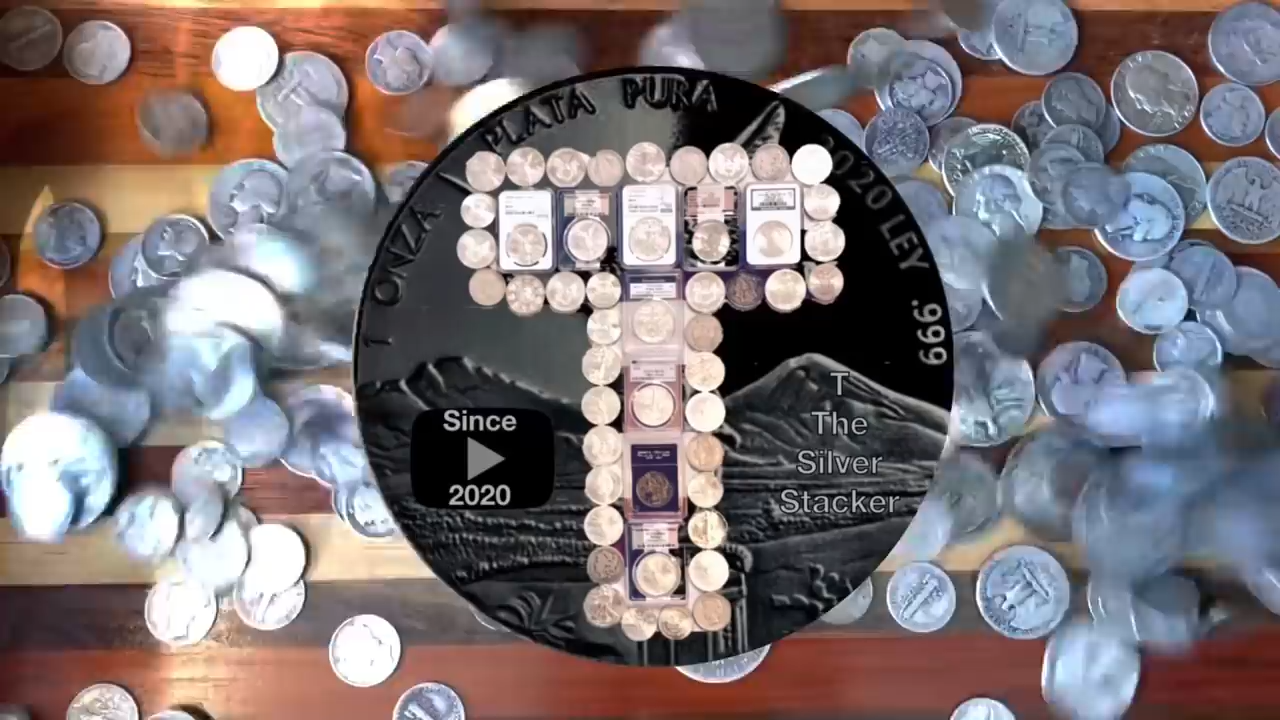 1 ONZA PLATA PURA 2020 LEY .999
Since
2020
T
The
Silver
Stacker